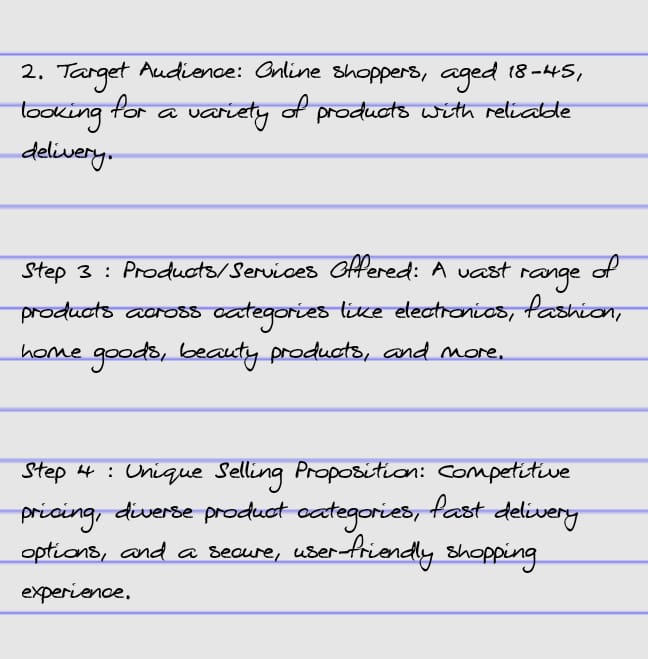 2. Target Audience: Online shoppers, aged 18-45,
looking for a variety of products with reliable
delivery.
Step 3 : Products/Services Offered: A vast range of
products across categories like electronics, fashion,
home goods, beauty products, and more.
Step 4 : Unique Selling Proposition: Competitive
pricing, diverse product categories, fast delivery
options, and a secure, user-friendly shopping
experience.